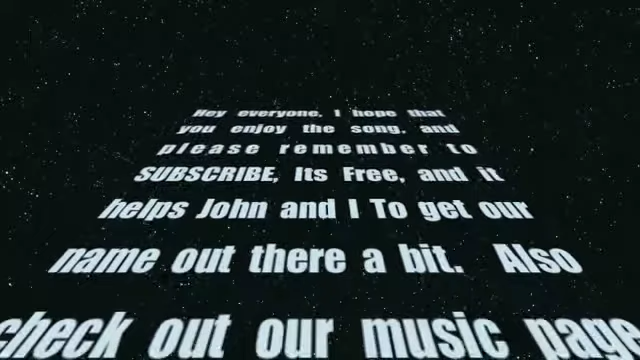 Hey everyone, I hope that
you enjoy the song, and
please remember to
SUBSCRIBE, Its Free, and it
helps John and I To get our
name out there a bit. Also
check out our music page